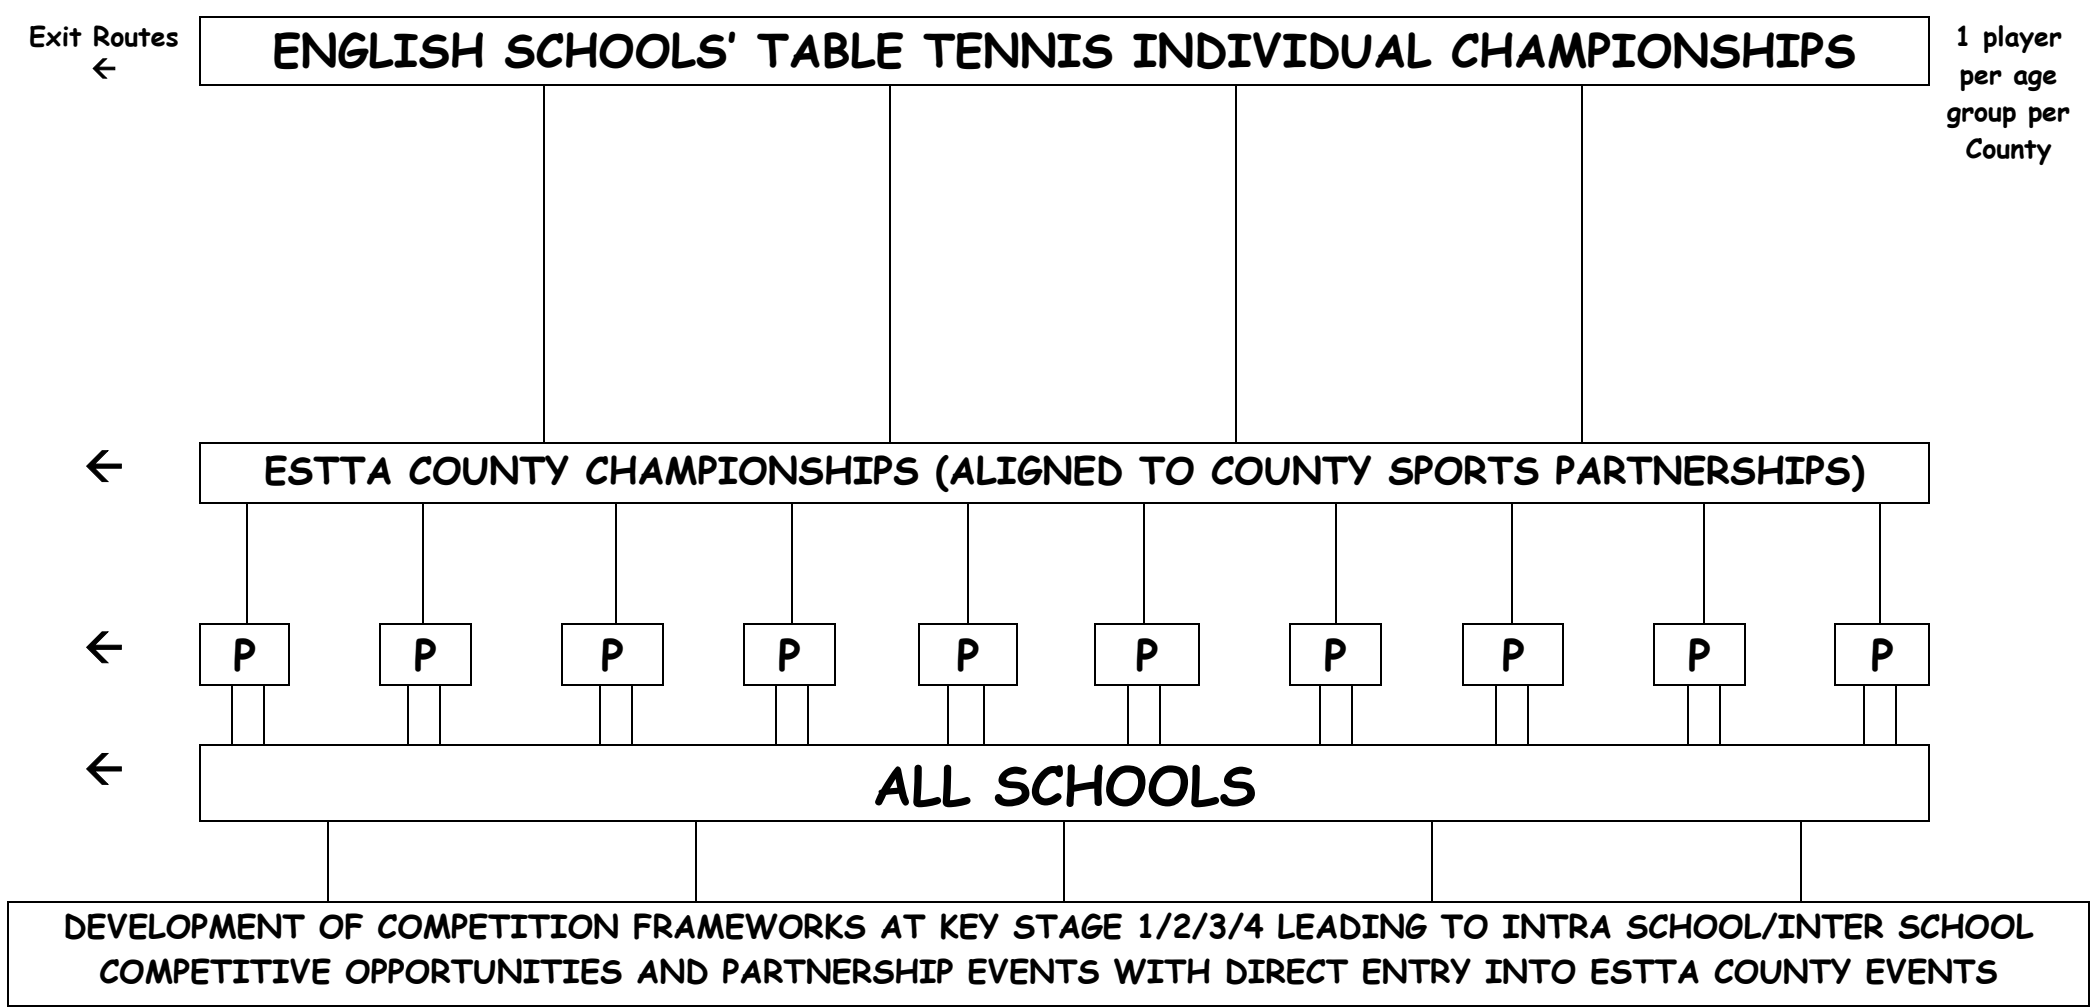 Exit Routes
←
ENGLISH SCHOOLS’ TABLE TENNIS INDIVIDUAL CHAMPIONSHIPS
1 player
per age
group per
County
←
ESTTA COUNTY CHAMPIONSHIPS (ALIGNED TO COUNTY SPORTS PARTNERSHIPS)
←
P P P P P P P P P P
←
ALL SCHOOLS
DEVELOPMENT OF COMPETITION FRAMEWORKS AT KEY STAGE 1/2/3/4 LEADING TO INTRA SCHOOL/INTER SCHOOL
COMPETITIVE OPPORTUNITIES AND PARTNERSHIP EVENTS WITH DIRECT ENTRY INTO ESTTA COUNTY EVENTS